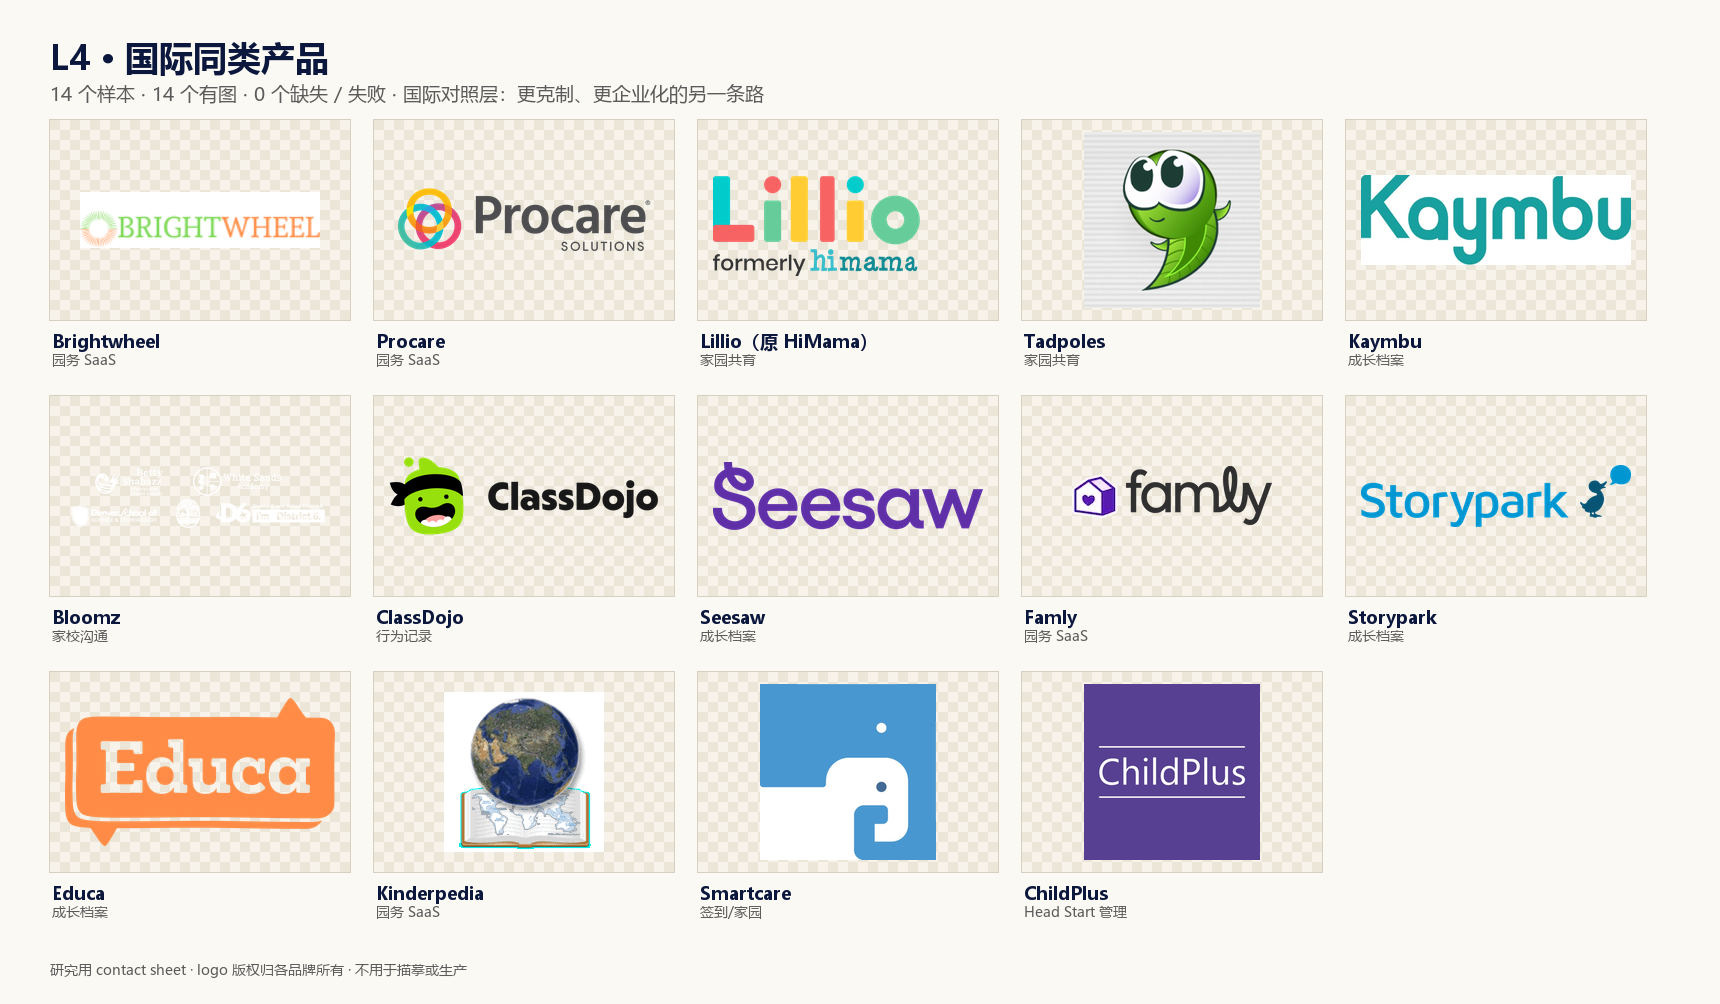 L4 • 国际同类产品
14 个样本 · 14 个有图 · 0 个缺失 / 失败 · 国际对照层：更克制、更企业化的另一条路
BRIGHTWHEEL
Procare®
SOLUTIONS
Lillio
formerly himama
Kaymbu
Brightwheel
园务 SaaS
Procare
园务 SaaS
Lillio（原 HiMama）
家园共育
Tadpoles
家园共育
Kaymbu
成长档案
White Sands
ClassDojo
Seesaw
famly
Storypark
Bloomz
家校沟通
ClassDojo
行为记录
Seesaw
成长档案
Famly
园务 SaaS
Storypark
成长档案
Educa
ChildPlus
Educa
成长档案
Kinderpedia
园务 SaaS
Smartcare
签到/家园
ChildPlus
Head Start 管理
研究用 contact sheet · logo 版权归各品牌所有 · 不用于描摹或生产